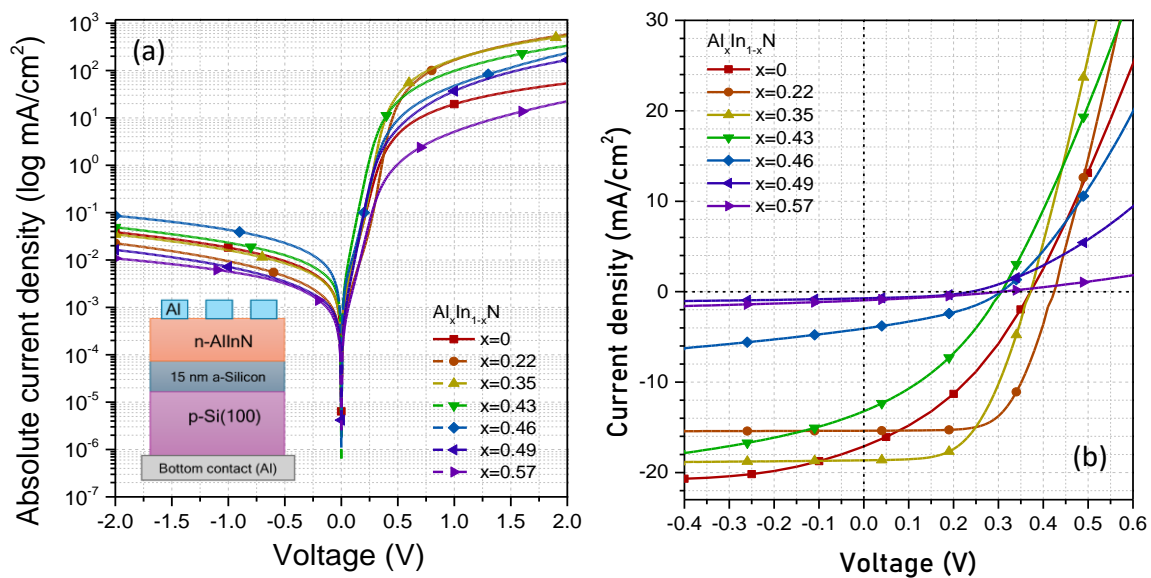 (a)
Absolute current density (log mA/cm²)
10³
10²
10¹
10⁰
10⁻¹
10⁻²
10⁻³
10⁻⁴
10⁻⁵
10⁻⁶
10⁻⁷
-2.0 -1.5 -1.0 -0.5 0.0 0.5 1.0 1.5 2.0
Voltage (V)
Al
n-AlInN
15 nm a-Silicon
p-Si(100)
Bottom contact (Al)
AlₓIn₁₋ₓN
x=0
x=0.22
x=0.35
x=0.43
x=0.46
x=0.49
x=0.57
(b)
Current density (mA/cm²)
30
20
10
0
-10
-20
-0.4 -0.3 -0.2 -0.1 0.0 0.1 0.2 0.3 0.4 0.5 0.6
Voltage (V)
AlₓIn₁₋ₓN
x=0
x=0.22
x=0.35
x=0.43
x=0.46
x=0.49
x=0.57